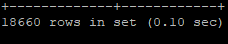 +-------------+------------+
18660 rows in set (0.10 sec)